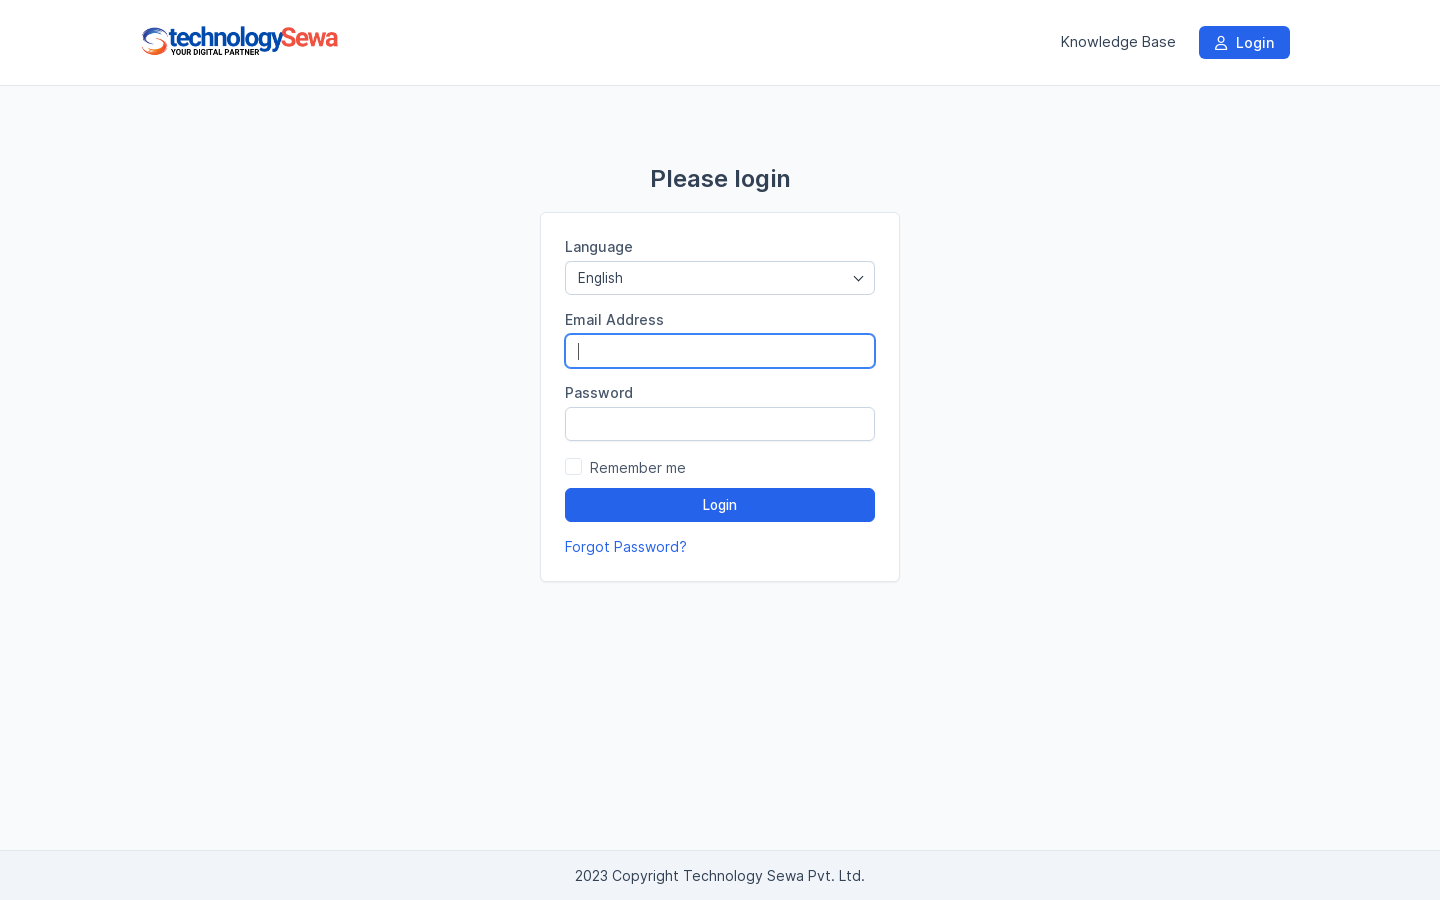 technologySewa
YOUR DIGITAL PARTNER
Knowledge Base
Login
Please login
Language
English
Email Address
Password
Remember me
Login
Forgot Password?
2023 Copyright Technology Sewa Pvt. Ltd.